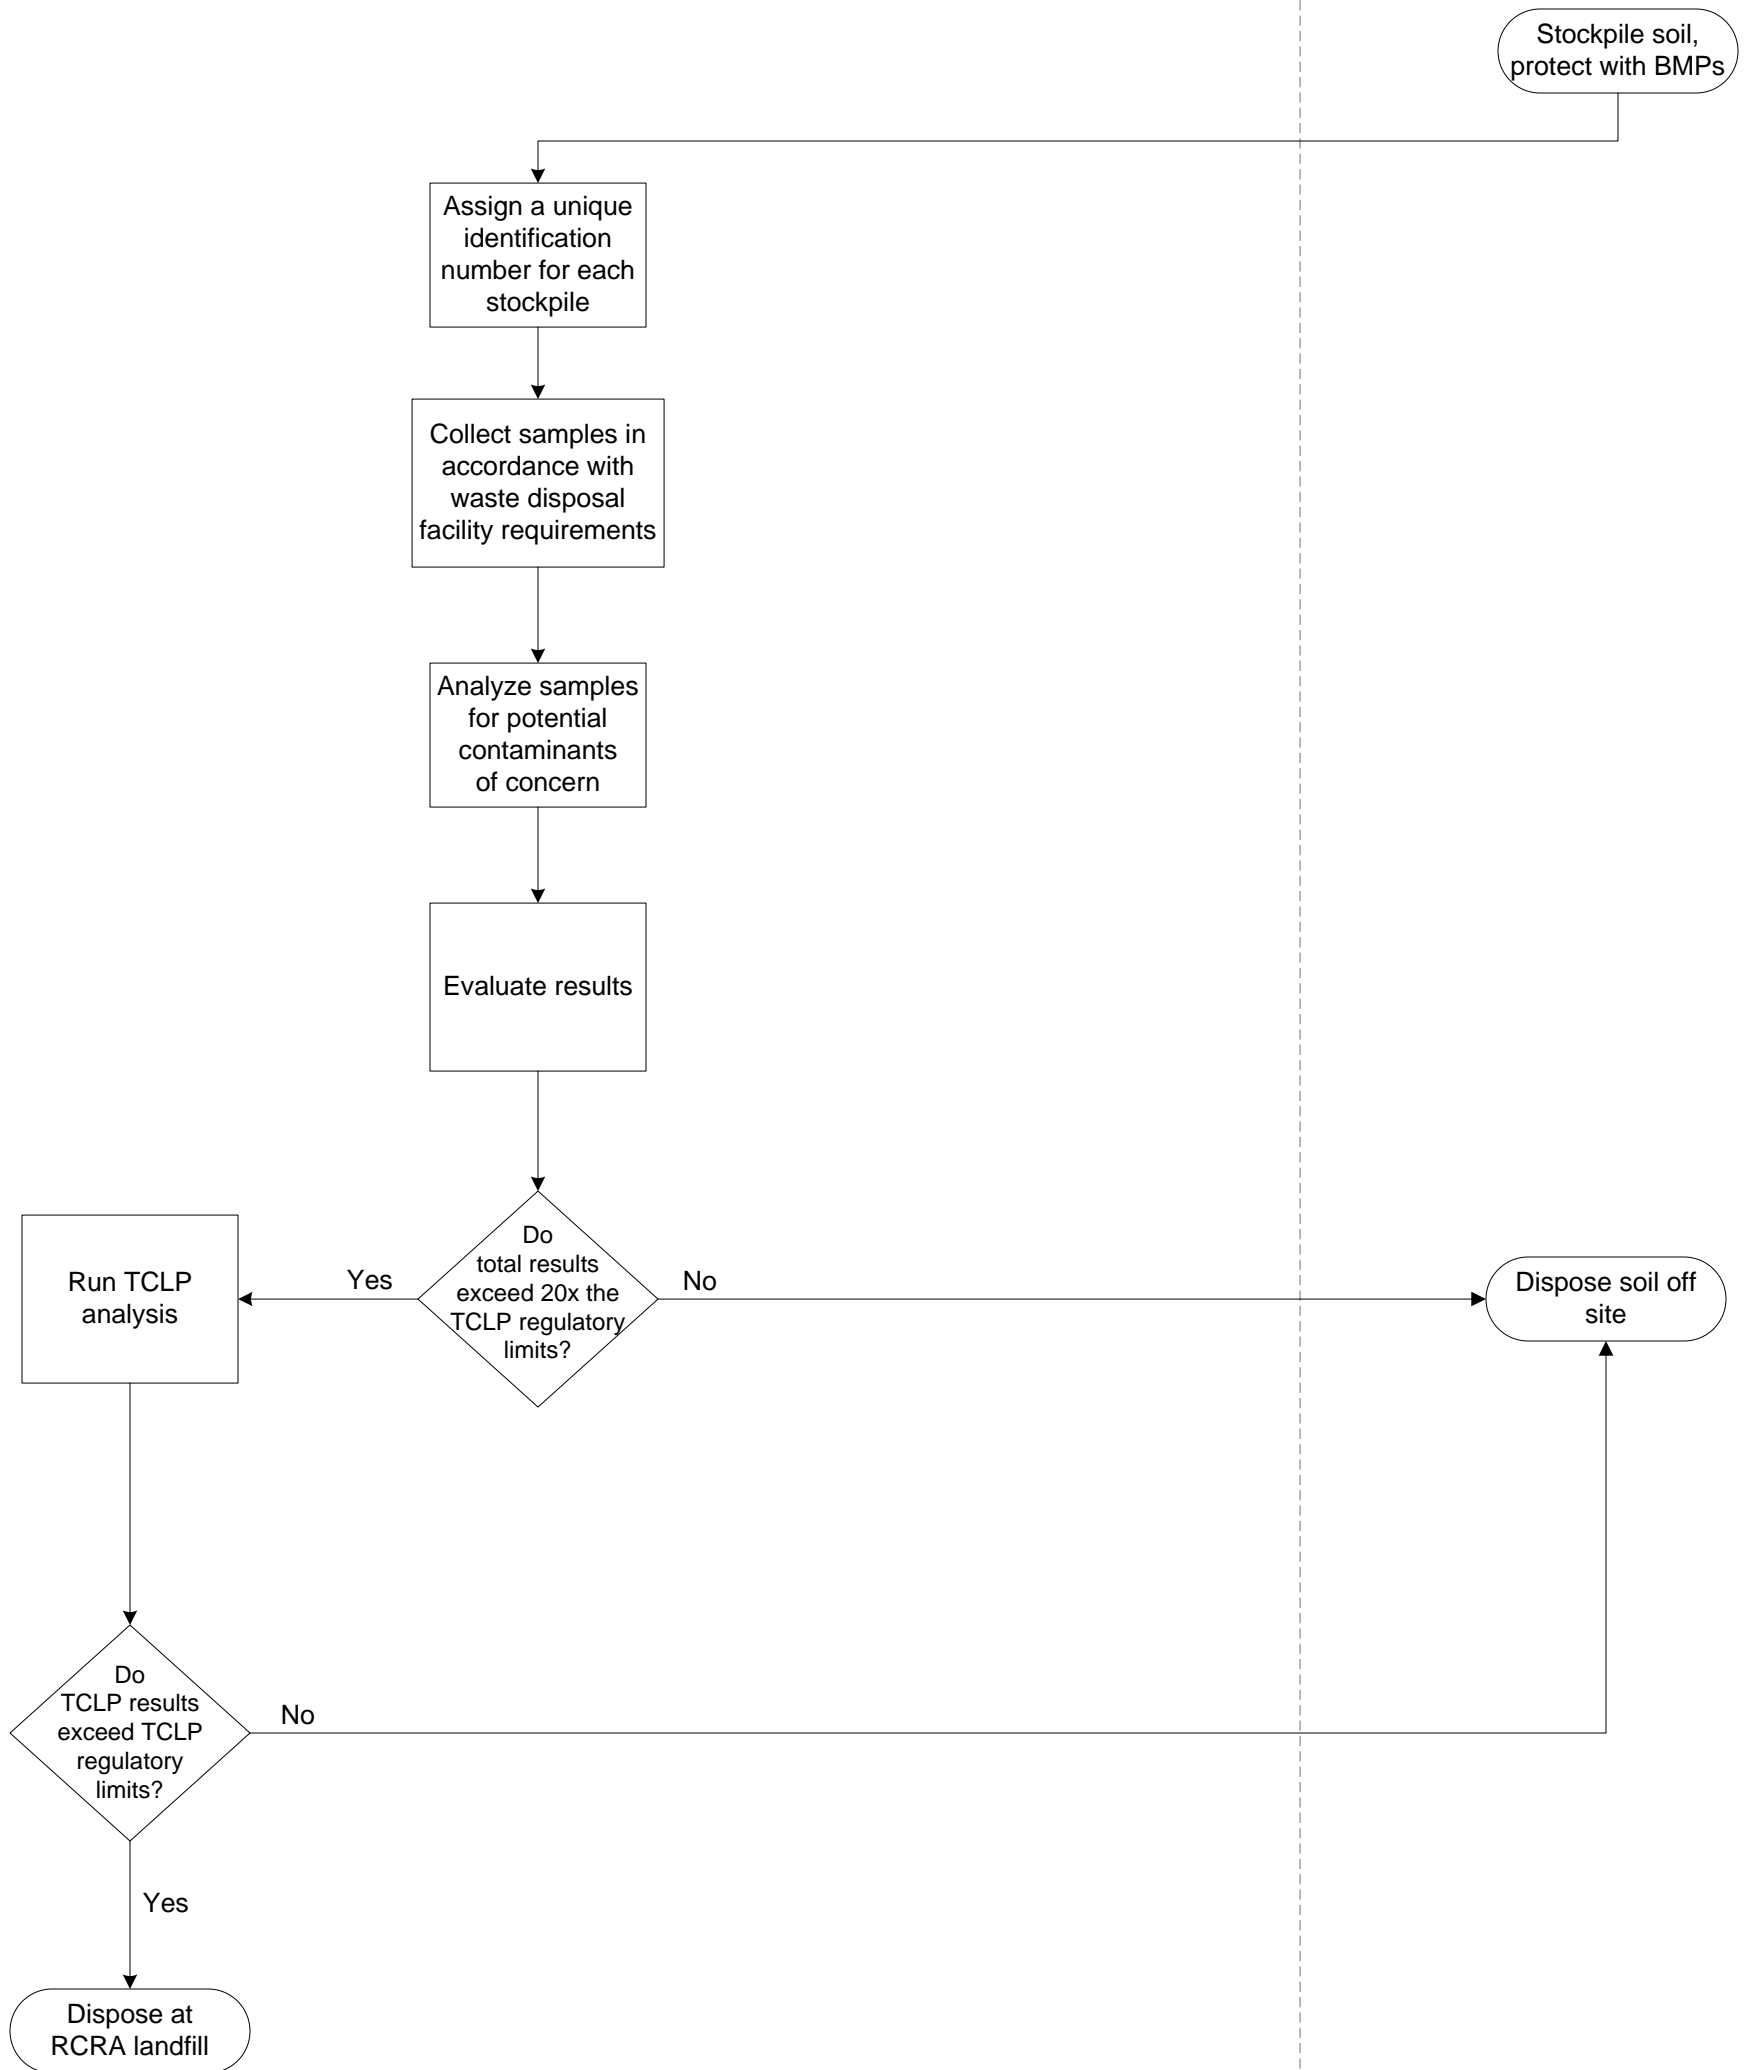 Stockpile soil,
protect with BMPs
Assign a unique
identification
number for each
stockpile
Collect samples in
accordance with
waste disposal
facility requirements
Analyze samples
for potential
contaminants
of concern
Evaluate results
Do
total results
exceed 20x the
TCLP regulatory
limits?
Yes
No
Run TCLP
analysis
Dispose soil off
site
Do
TCLP results
exceed TCLP
regulatory
limits?
No
Yes
Dispose at
RCRA landfill